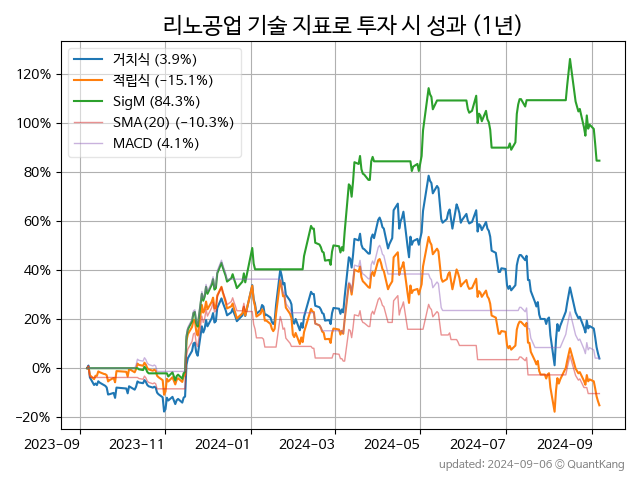 리노공업 기술 지표로 투자 시 성과 (1년)
거치식 (3.9%)
적립식 (−15.1%)
SigM (84.3%)
SMA(20) (−10.3%)
MACD (4.1%)
120%
100%
80%
60%
40%
20%
0%
−20%
2023-09
2023-11
2024-01
2024-03
2024-05
2024-07
2024-09
updated: 2024-09-06 © QuantKang